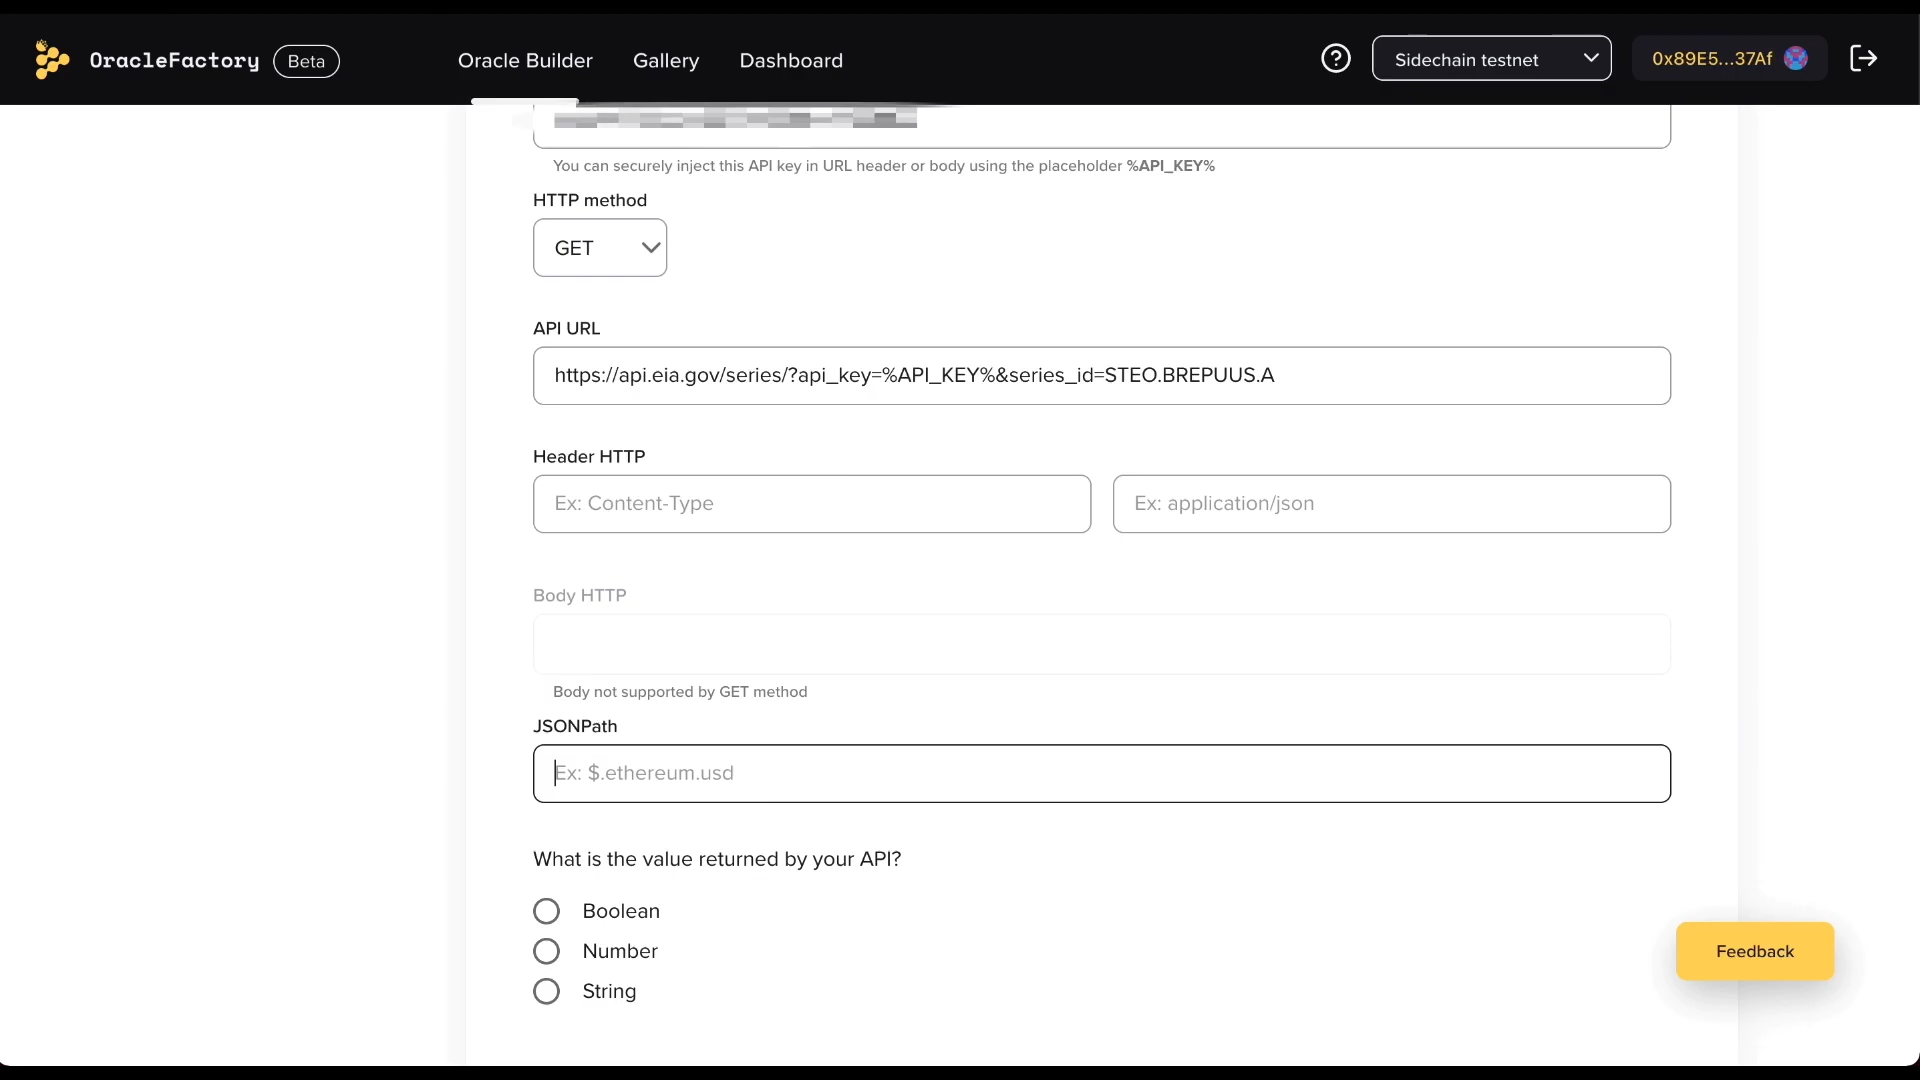 OracleFactory Beta Oracle Builder Gallery Dashboard Sidechain testnet 0x89E5...37Af
You can securely inject this API key in URL header or body using the placeholder %API_KEY%
HTTP method
GET
API URL
https://api.eia.gov/series/?api_key=%API_KEY%&series_id=STEO.BREPUUS.A
Header HTTP
Ex: Content-Type Ex: application/json
Body HTTP
Body not supported by GET method
JSONPath
Ex: $.ethereum.usd
What is the value returned by your API?
Boolean
Number
Feedback
String